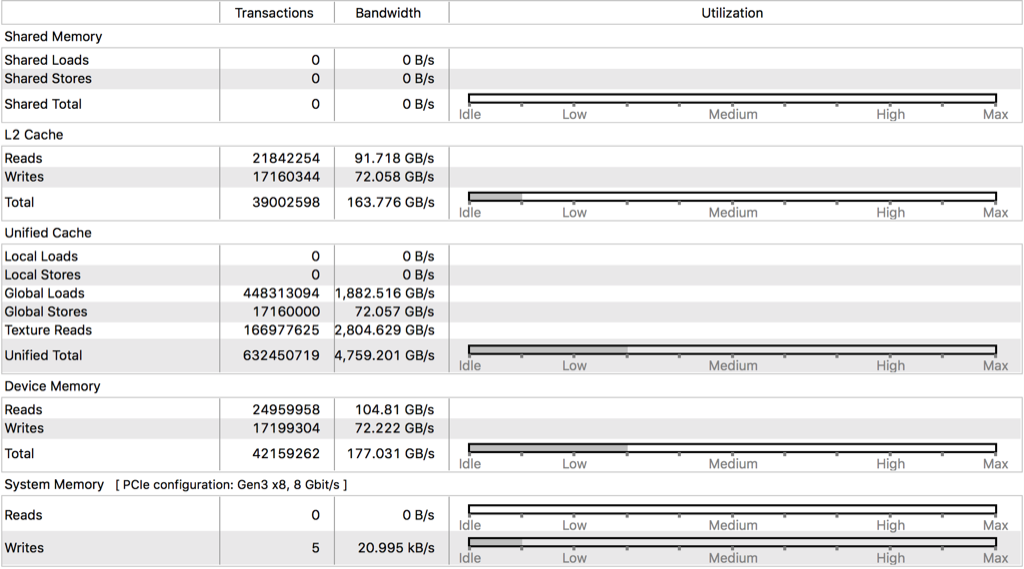 Transactions Bandwidth Utilization
Shared Memory
Shared Loads 0 0 B/s
Shared Stores 0 0 B/s
Shared Total 0 0 B/s
Idle Low Medium High Max
L2 Cache
Reads 21842254 91.718 GB/s
Writes 17160344 72.058 GB/s
Total 39002598 163.776 GB/s
Idle Low Medium High Max
Unified Cache
Local Loads 0 0 B/s
Local Stores 0 0 B/s
Global Loads 448313094 1,882.516 GB/s
Global Stores 17160000 72.057 GB/s
Texture Reads 166977625 2,804.629 GB/s
Unified Total 632450719 4,759.201 GB/s
Idle Low Medium High Max
Device Memory
Reads 24959958 104.81 GB/s
Writes 17199304 72.222 GB/s
Total 42159262 177.031 GB/s
Idle Low Medium High Max
System Memory [ PCIe configuration: Gen3 x8, 8 Gbit/s ]
Reads 0 0 B/s
Idle Low Medium High Max
Writes 5 20.995 kB/s
Idle Low Medium High Max